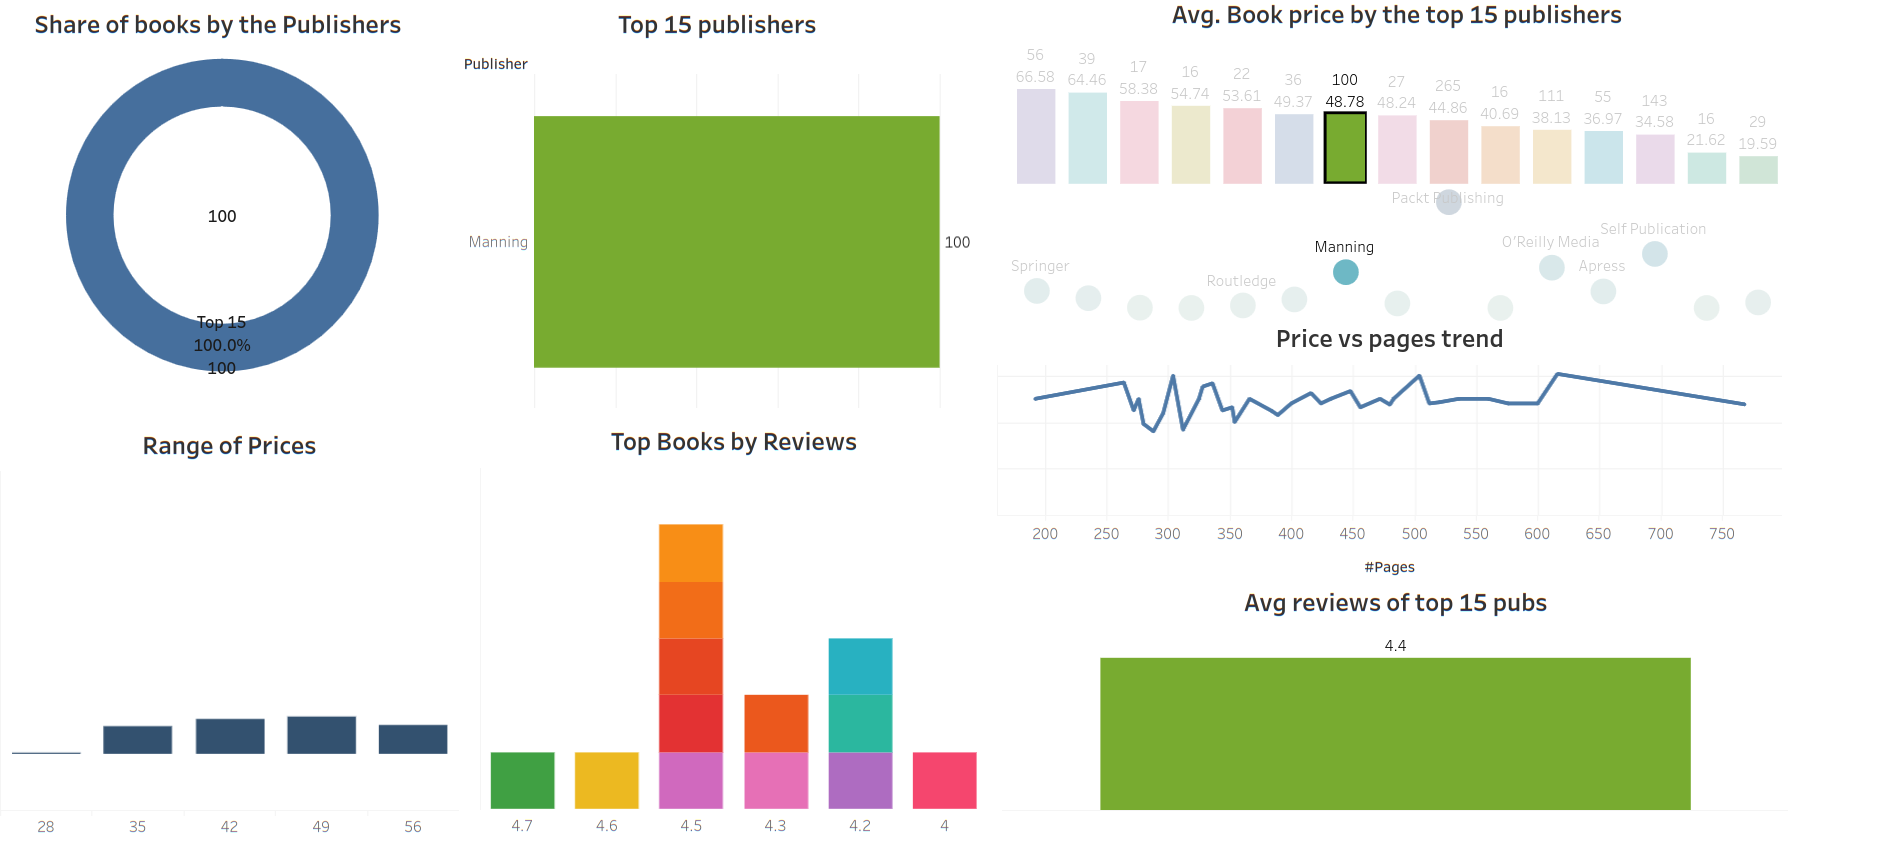 Share of books by the Publishers
100
Top 15
100.0%
100
Top 15 publishers
Publisher
Manning
100
Avg. Book price by the top 15 publishers
56 39 17 16 22 36 100 27 265 16 111 55 143 16 29
66.58 64.46 58.38 54.74 53.61 49.37 48.78 48.24 44.86 40.69 38.13 36.97 34.58 21.62 19.59
Packt Publishing
Self Publication
Manning
O'Reilly Media
Springer
Apress
Routledge
Price vs pages trend
200 250 300 350 400 450 500 550 600 650 700 750
#Pages
Range of Prices
28 35 42 49 56
Top Books by Reviews
4.7 4.6 4.5 4.3 4.2 4
Avg reviews of top 15 pubs
4.4